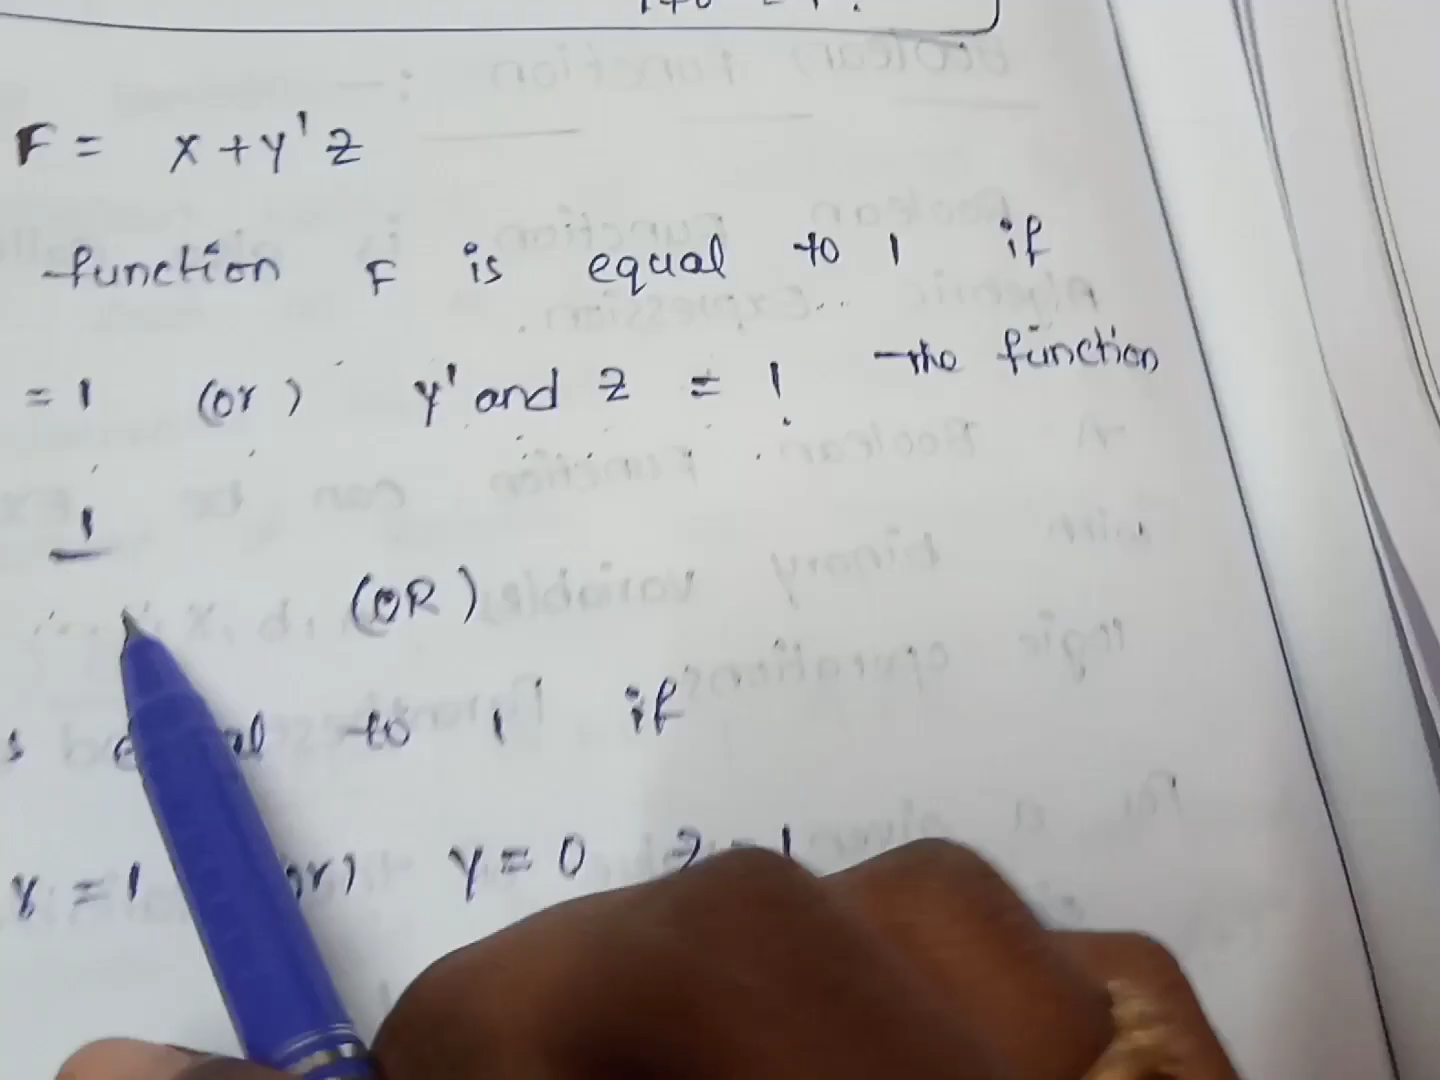 F = x + y' z
function F is equal to 1 if
= 1 (or) y' and z = 1 the function
1
(OR)
to 1 if
x = 1 y = 0 z = 1